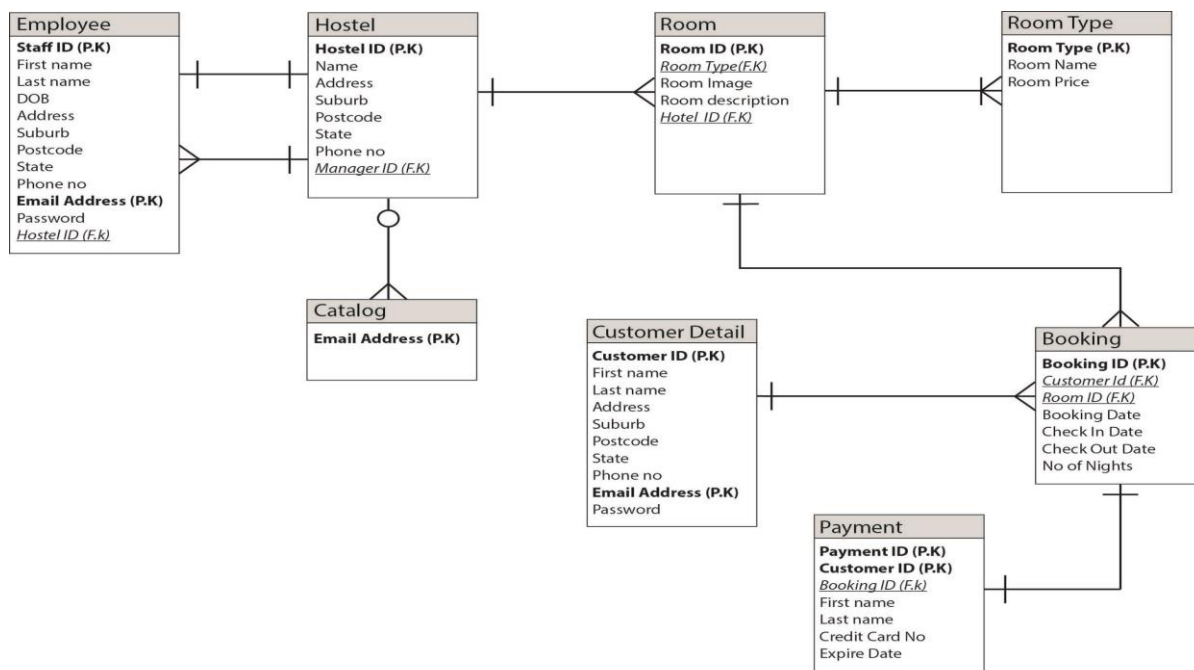 Employee
Staff ID (P.K)
First name
Last name
DOB
Address
Suburb
Postcode
State
Phone no
Email Address (P.K)
Password
Hostel ID (F.k)
Hostel
Hostel ID (P.K)
Name
Address
Suburb
Postcode
State
Phone no
Manager ID (F.K)
Room
Room ID (P.K)
Room Type(F.K)
Room Image
Room description
Hotel ID (F.K)
Room Type
Room Type (P.K)
Room Name
Room Price
Catalog
Email Address (P.K)
Customer Detail
Customer ID (P.K)
First name
Last name
Address
Suburb
Postcode
State
Phone no
Email Address (P.K)
Password
Booking
Booking ID (P.K)
Customer Id (F.K)
Room ID (F.K)
Booking Date
Check In Date
Check Out Date
No of Nights
Payment
Payment ID (P.K)
Customer ID (P.K)
Booking ID (F.k)
First name
Last name
Credit Card No
Expire Date